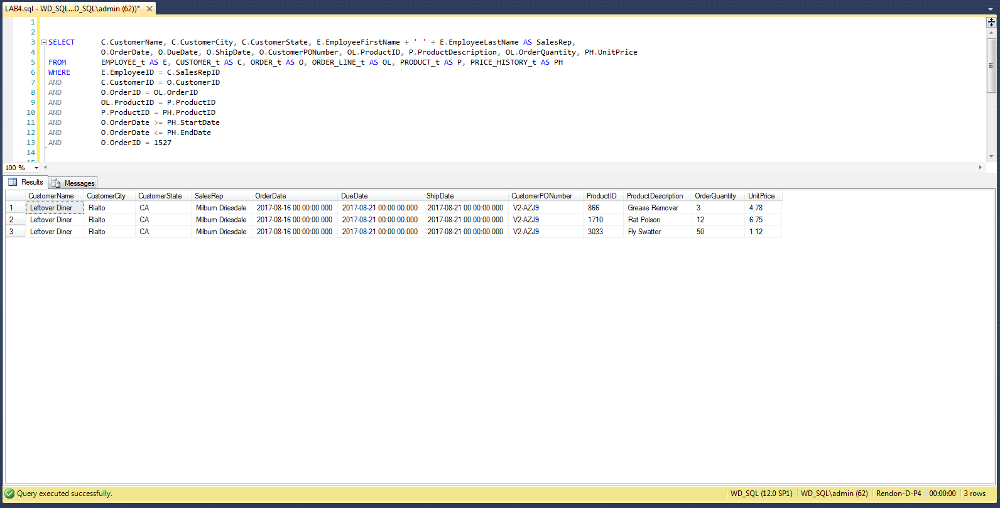 LAB4.sql - WD_SQL...D_SQL\admin (62))*
1
2
3 SELECT C.CustomerName, C.CustomerCity, C.CustomerState, E.EmployeeFirstName + ' ' + E.EmployeeLastName AS SalesRep,
4 O.OrderDate, O.DueDate, O.ShipDate, O.CustomerPONumber, OL.ProductID, P.ProductDescription, OL.OrderQuantity, PH.UnitPrice
5 FROM EMPLOYEE_t AS E, CUSTOMER_t AS C, ORDER_t AS O, ORDER_LINE_t AS OL, PRODUCT_t AS P, PRICE_HISTORY_t AS PH
6 WHERE E.EmployeeID = C.SalesRepID
7 AND C.CustomerID = O.CustomerID
8 AND O.OrderID = OL.OrderID
9 AND OL.ProductID = P.ProductID
10 AND P.ProductID = PH.ProductID
11 AND O.OrderDate >= PH.StartDate
12 AND O.OrderDate <= PH.EndDate
13 AND O.OrderID = 1527
14
15
100 %
Results Messages
CustomerName CustomerCity CustomerState SalesRep OrderDate DueDate ShipDate CustomerPONumber ProductID ProductDescription OrderQuantity UnitPrice
1 Leftover Diner Rialto CA Milburn Driesdale 2017-08-16 00:00:00.000 2017-08-21 00:00:00.000 2017-08-21 00:00:00.000 V2-AZJ9 866 Grease Remover 3 4.78
2 Leftover Diner Rialto CA Milburn Driesdale 2017-08-16 00:00:00.000 2017-08-21 00:00:00.000 2017-08-21 00:00:00.000 V2-AZJ9 1710 Rat Poison 12 6.75
3 Leftover Diner Rialto CA Milburn Driesdale 2017-08-16 00:00:00.000 2017-08-21 00:00:00.000 2017-08-21 00:00:00.000 V2-AZJ9 3033 Fly Swatter 50 1.12
Query executed successfully. WD_SQL (12.0 SP1) WD_SQL\admin (62) Rendon-D-P4 00:00:00 3 rows